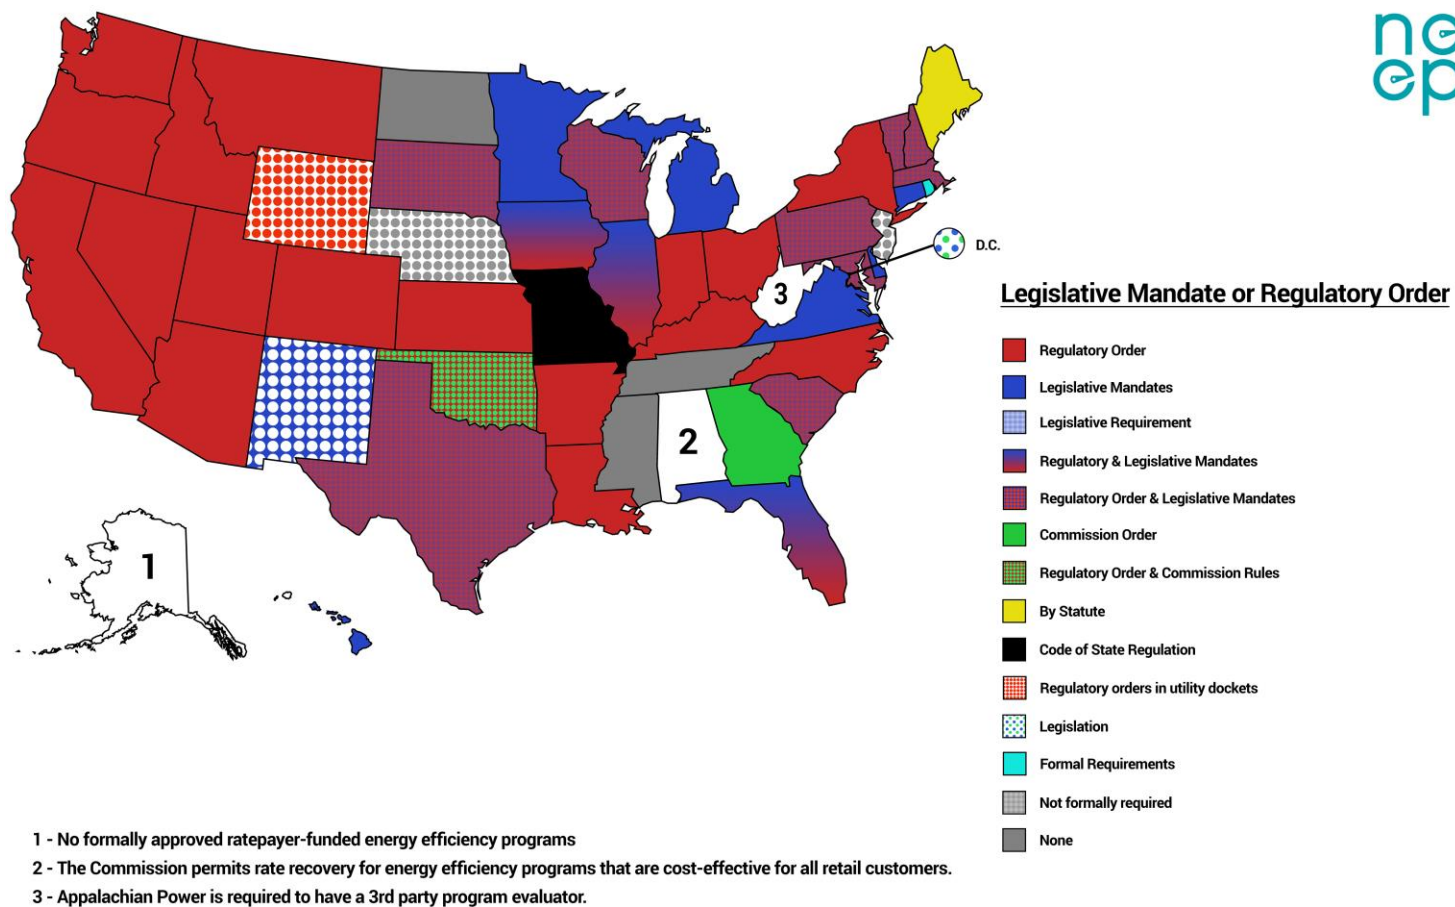 ne
ep
D.C.
3
2
1
Legislative Mandate or Regulatory Order
Regulatory Order
Legislative Mandates
Legislative Requirement
Regulatory & Legislative Mandates
Regulatory Order & Legislative Mandates
Commission Order
Regulatory Order & Commission Rules
By Statute
Code of State Regulation
Regulatory orders in utility dockets
Legislation
Formal Requirements
Not formally required
None
1 - No formally approved ratepayer-funded energy efficiency programs
2 - The Commission permits rate recovery for energy efficiency programs that are cost-effective for all retail customers.
3 - Appalachian Power is required to have a 3rd party program evaluator.